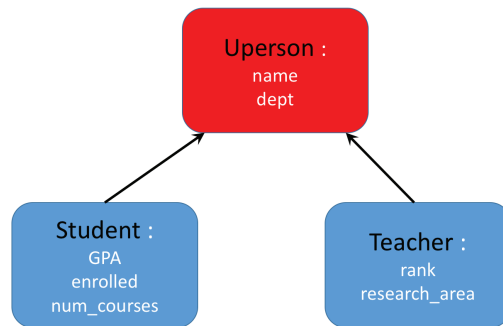 Uperson :
name
dept
Student :
GPA
enrolled
num_courses
Teacher :
rank
research_area